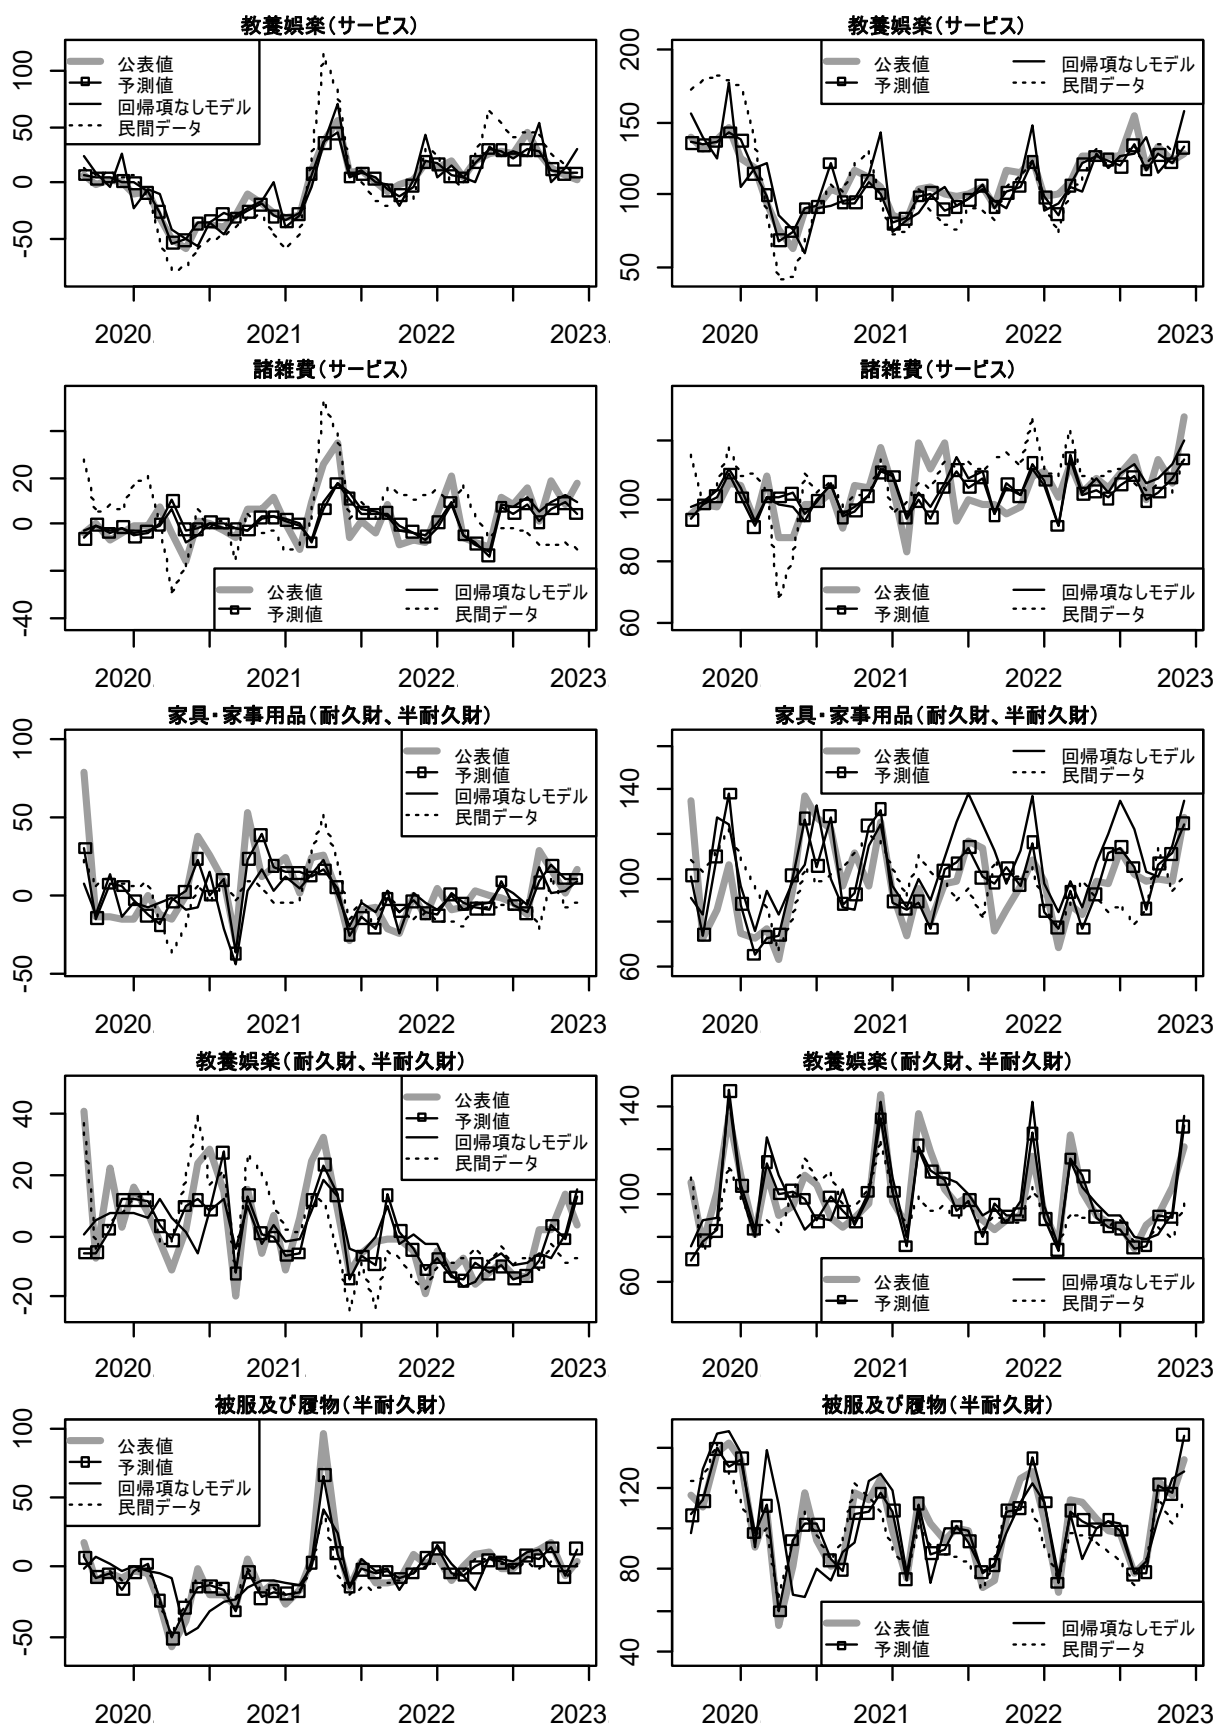 教養娯楽(サービス)
公表値
予測値
回帰項なしモデル
民間データ
100
50
0
-50
2020
2021
2022
2023
教養娯楽(サービス)
公表値
予測値
回帰項なしモデル
民間データ
200
150
100
50
2020
2021
2022
2023
諸雑費(サービス)
公表値
予測値
回帰項なしモデル
民間データ
20
0
-40
2020
2021
2022
2023
諸雑費(サービス)
公表値
予測値
回帰項なしモデル
民間データ
100
80
60
2020
2021
2022
2023
家具・家事用品(耐久財、半耐久財)
公表値
予測値
回帰項なしモデル
民間データ
100
50
0
-50
2020
2021
2022
2023
家具・家事用品(耐久財、半耐久財)
公表値
予測値
回帰項なしモデル
民間データ
140
100
60
2020
2021
2022
2023
教養娯楽(耐久財、半耐久財)
公表値
予測値
回帰項なしモデル
民間データ
40
20
0
-20
2020
2021
2022
2023
教養娯楽(耐久財、半耐久財)
公表値
予測値
回帰項なしモデル
民間データ
140
100
60
2020
2021
2022
2023
被服及び履物(半耐久財)
公表値
予測値
回帰項なしモデル
民間データ
100
50
0
-50
2020
2021
2022
2023
被服及び履物(半耐久財)
公表値
予測値
回帰項なしモデル
民間データ
120
80
40
2020
2021
2022
2023